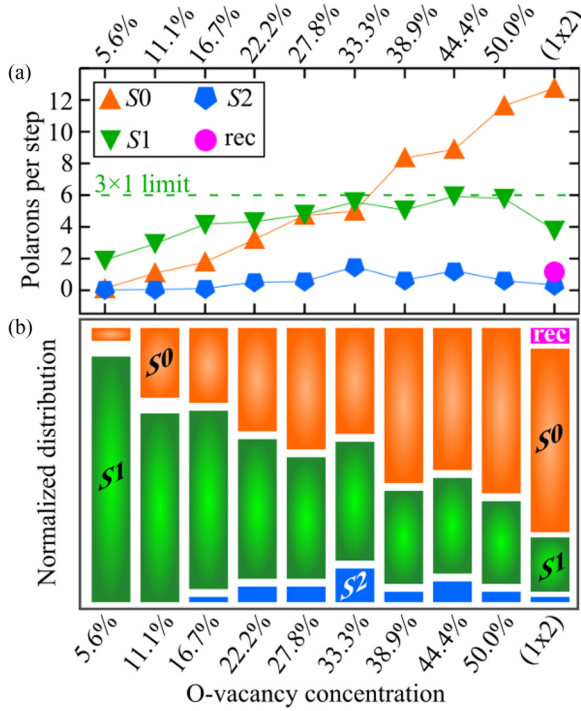 5.6% 11.1% 16.7% 22.2% 27.8% 33.3% 38.9% 44.4% 50.0% (1x2)
(a)
Polarons per step
12
10
8
6
4
2
0
S0 S2
S1 rec
3×1 limit
(b)
Normalized distribution
rec
S0 S0
S1
S1
S2
5.6% 11.1% 16.7% 22.2% 27.8% 33.3% 38.9% 44.4% 50.0% (1x2)
O-vacancy concentration